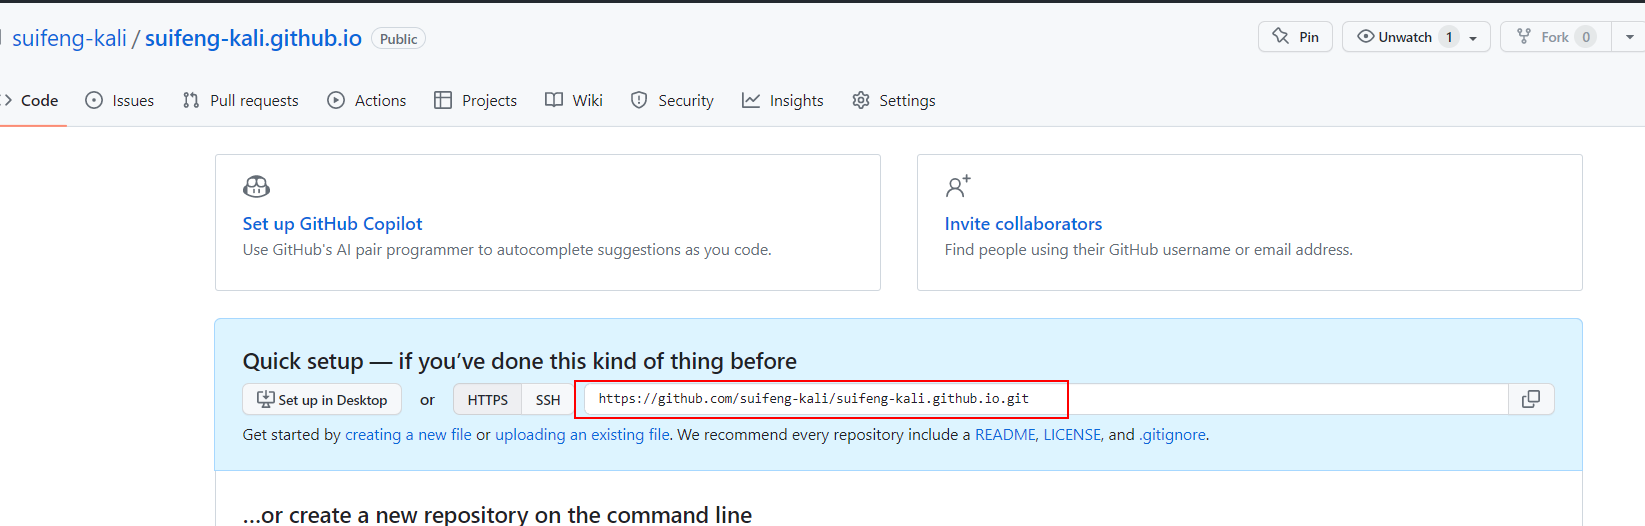 suifeng-kali / suifeng-kali.github.io Public Pin Unwatch 1 Fork 0
Code Issues Pull requests Actions Projects Wiki Security Insights Settings
Set up GitHub Copilot
Use GitHub's AI pair programmer to autocomplete suggestions as you code.
Invite collaborators
Find people using their GitHub username or email address.
Quick setup — if you’ve done this kind of thing before
Set up in Desktop or HTTPS SSH https://github.com/suifeng-kali/suifeng-kali.github.io.git
Get started by creating a new file or uploading an existing file. We recommend every repository include a README, LICENSE, and .gitignore.
…or create a new repository on the command line